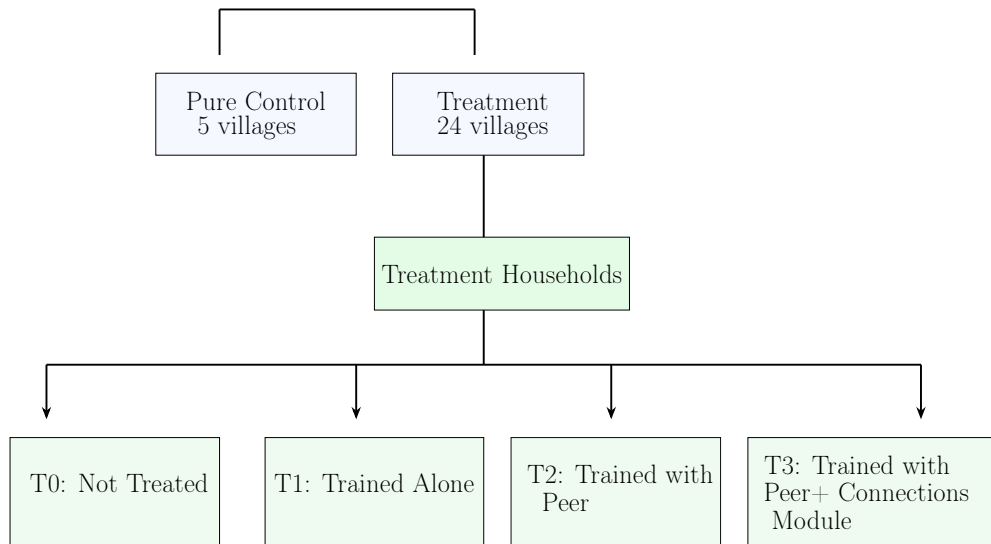 Pure Control
5 villages
Treatment
24 villages
Treatment Households
T0: Not Treated
T1: Trained Alone
T2: Trained with
Peer
T3: Trained with
Peer+ Connections
Module